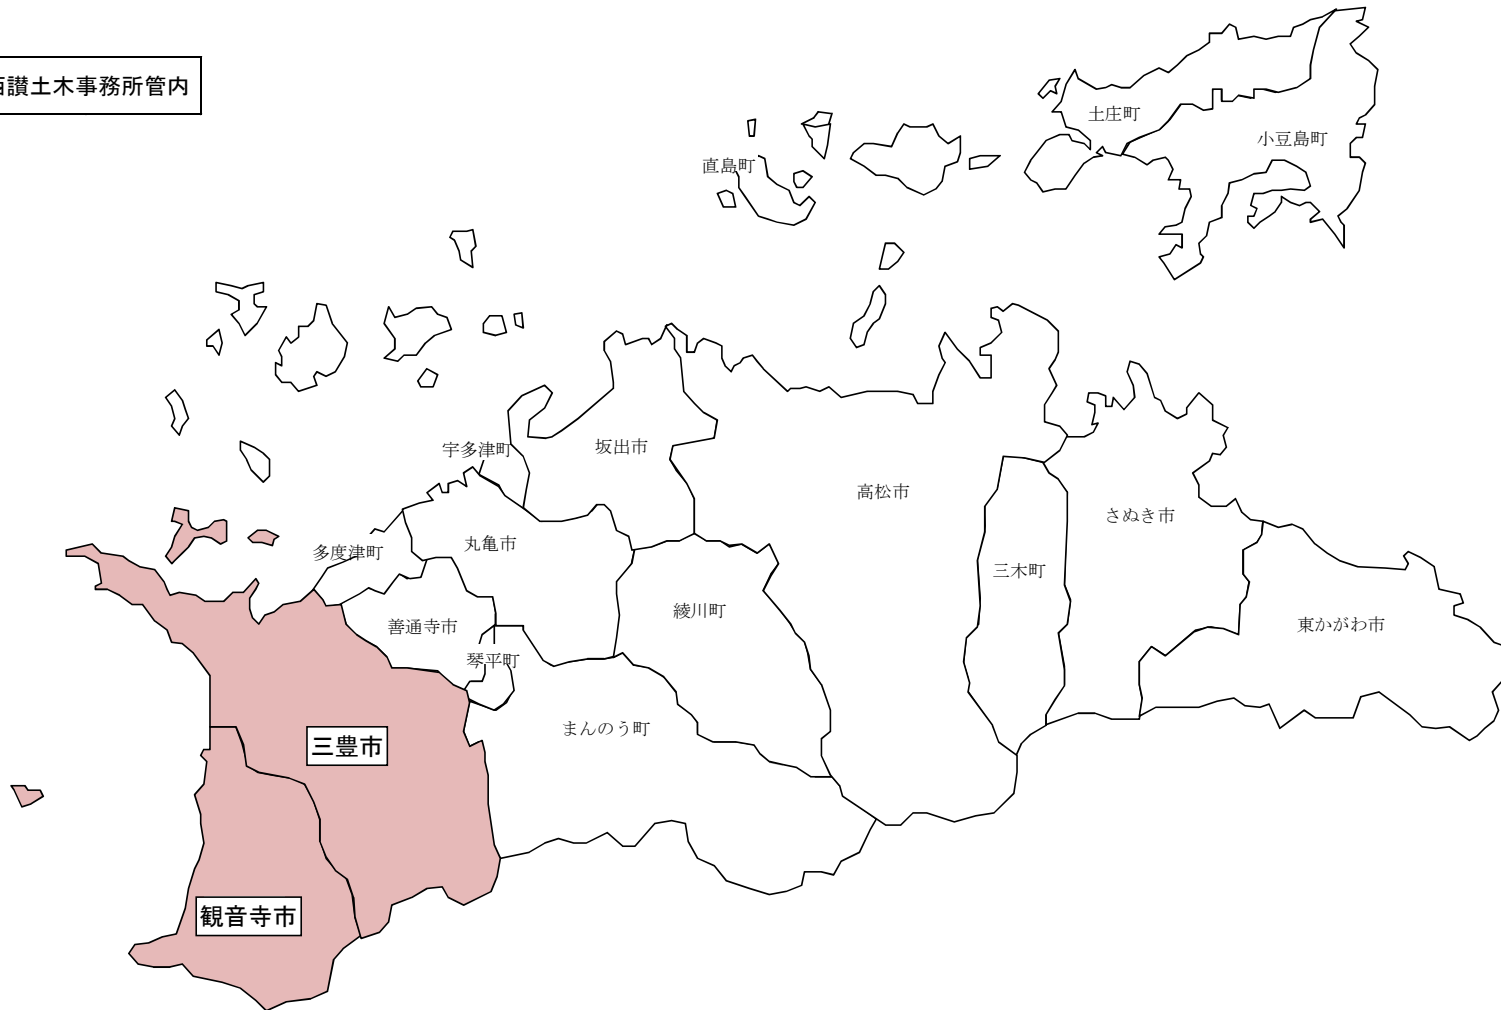 西讃土木事務所管内
土庄町
小豆島町
直島町
宇多津町
坂出市
高松市
さぬき市
多度津町
丸亀市
三木町
綾川町
善通寺市
東かがわ市
琴平町
まんのう町
三豊市
観音寺市